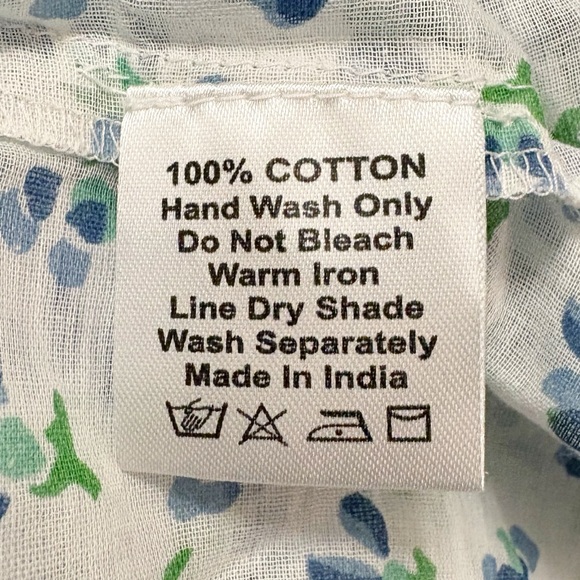 100% COTTON
Hand Wash Only
Do Not Bleach
Warm Iron
Line Dry Shade
Wash Separately
Made In India